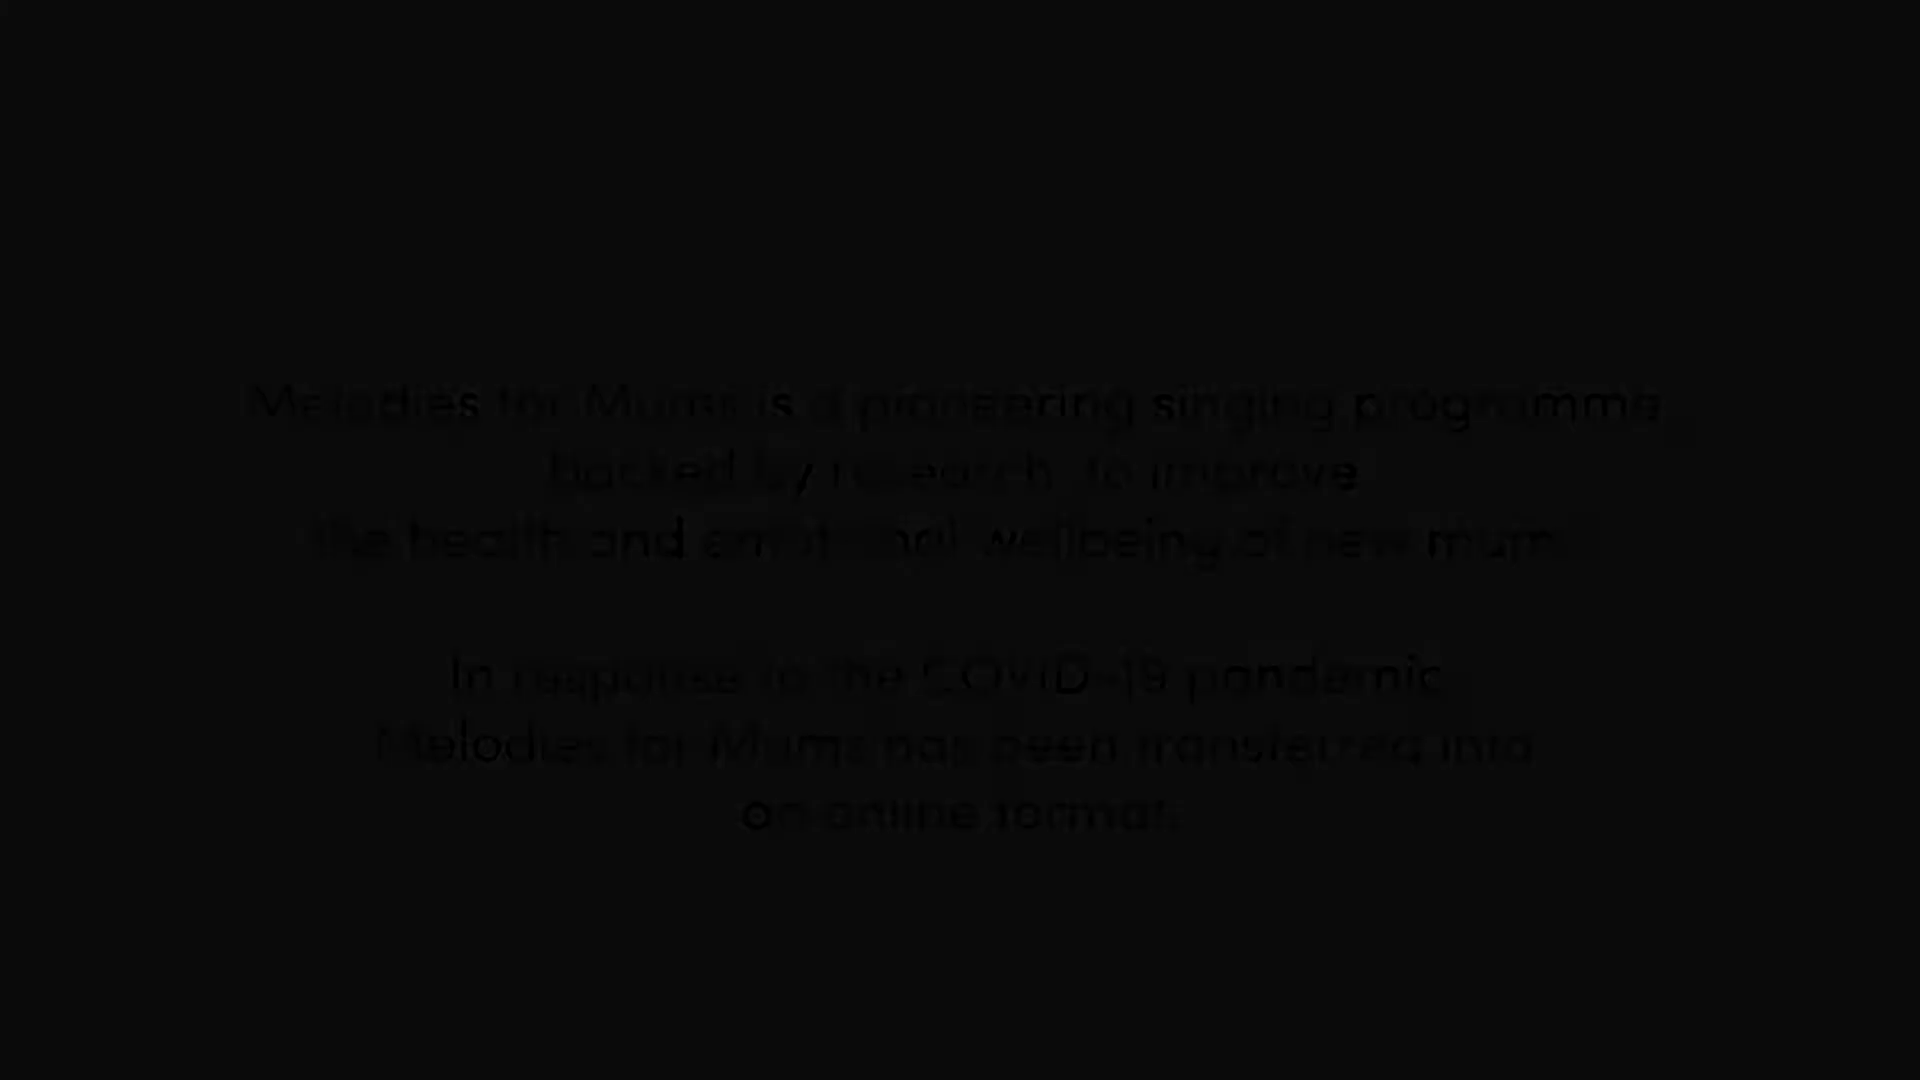 Melodies for Mums is a pioneering singing programme
backed by research, to improve
the health and emotional wellbeing of new mums
In response to the COVID-19 pandemic
Melodies for Mums has been transferred into
an online format.